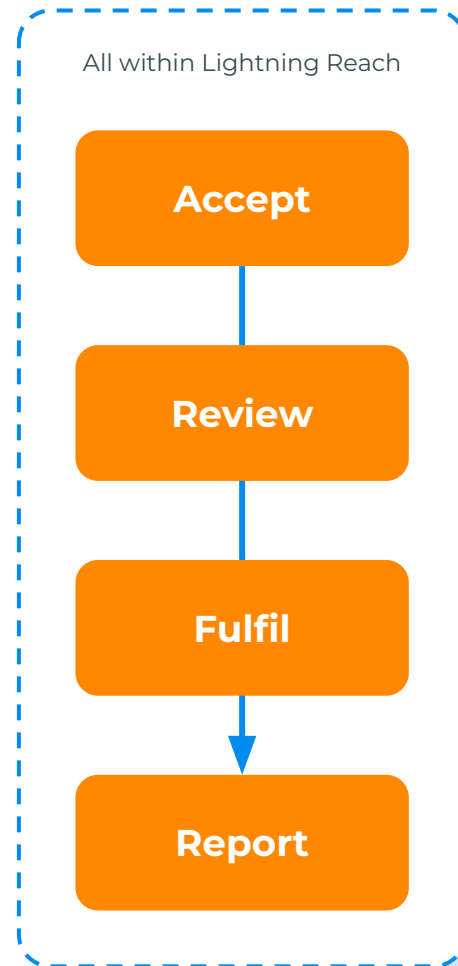 All within Lightning Reach
Accept
Review
Fulfil
Report